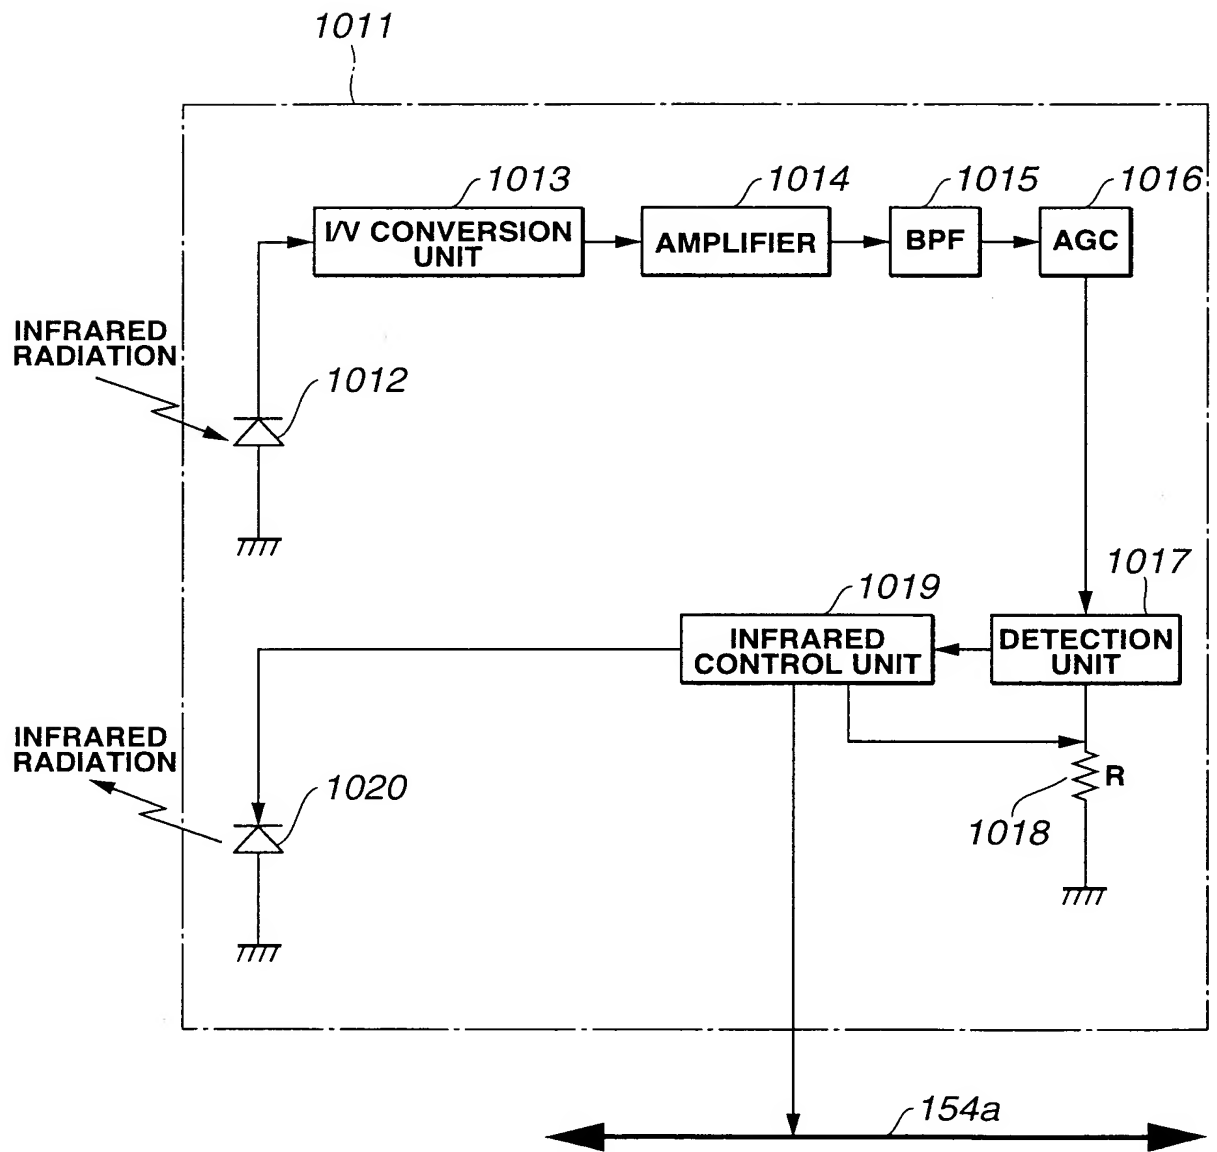 1011
1013
1014
1015
1016
I/V CONVERSION
UNIT
AMPLIFIER
BPF
AGC
INFRARED
RADIATION
1012
1017
1019
INFRARED
CONTROL UNIT
DETECTION
UNIT
INFRARED
RADIATION
1020
R
1018
154a